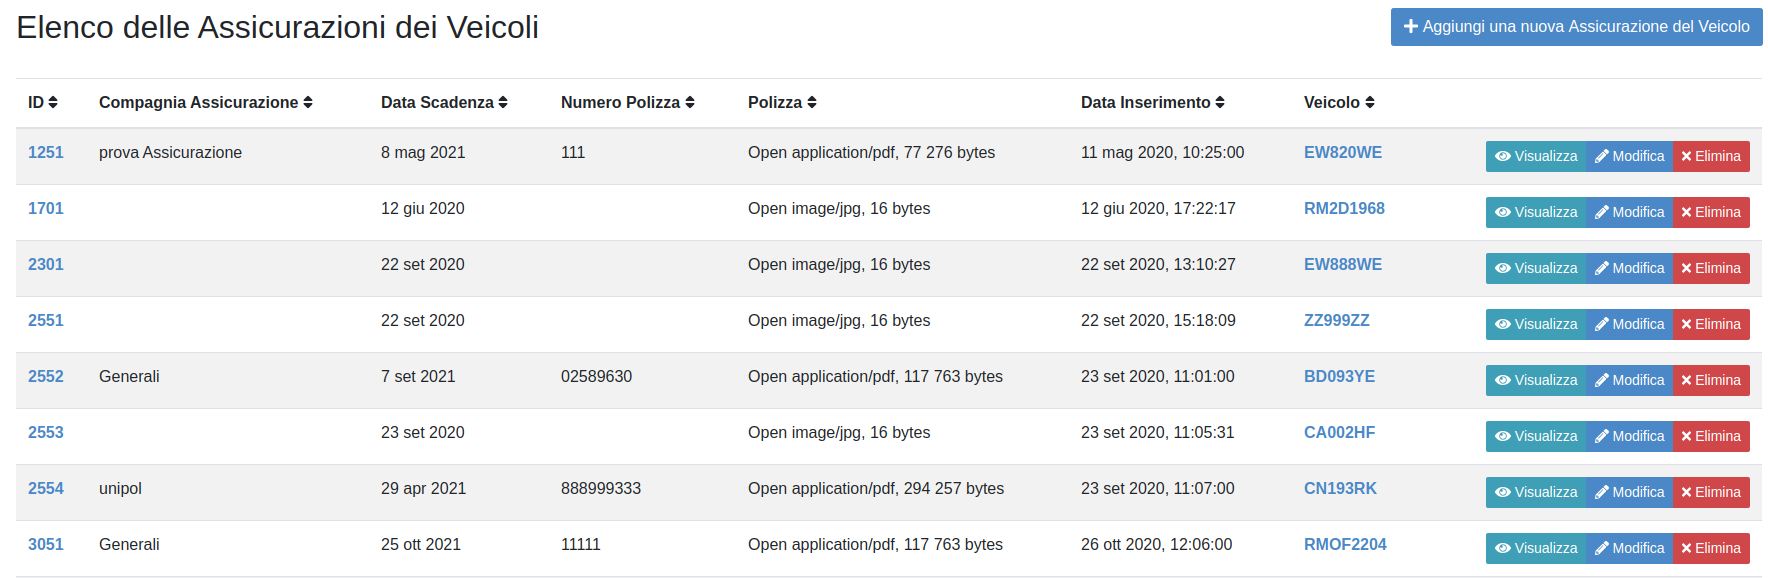 Elenco delle Assicurazioni dei Veicoli
Aggiungi una nuova Assicurazione del Veicolo
ID Compagnia Assicurazione Data Scadenza Numero Polizza Polizza Data Inserimento Veicolo
1251 prova Assicurazione 8 mag 2021 111 Open application/pdf, 77 276 bytes 11 mag 2020, 10:25:00 EW820WE Visualizza Modifica Elimina
1701 12 giu 2020 Open image/jpg, 16 bytes 12 giu 2020, 17:22:17 RM2D1968 Visualizza Modifica Elimina
2301 22 set 2020 Open image/jpg, 16 bytes 22 set 2020, 13:10:27 EW888WE Visualizza Modifica Elimina
2551 22 set 2020 Open image/jpg, 16 bytes 22 set 2020, 15:18:09 ZZ999ZZ Visualizza Modifica Elimina
2552 Generali 7 set 2021 02589630 Open application/pdf, 117 763 bytes 23 set 2020, 11:01:00 BD093YE Visualizza Modifica Elimina
2553 23 set 2020 Open image/jpg, 16 bytes 23 set 2020, 11:05:31 CA002HF Visualizza Modifica Elimina
2554 unipol 29 apr 2021 888999333 Open application/pdf, 294 257 bytes 23 set 2020, 11:07:00 CN193RK Visualizza Modifica Elimina
3051 Generali 25 ott 2021 11111 Open application/pdf, 117 763 bytes 26 ott 2020, 12:06:00 RMOF2204 Visualizza Modifica Elimina